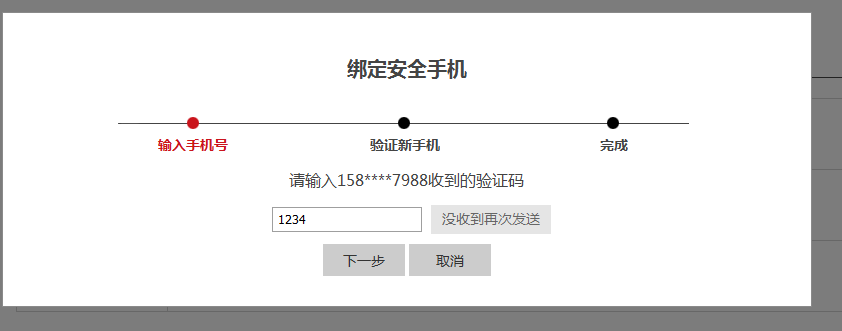 绑定安全手机
输入手机号 验证新手机 完成
请输入158****7988收到的验证码
1234 没收到再次发送
下一步 取消